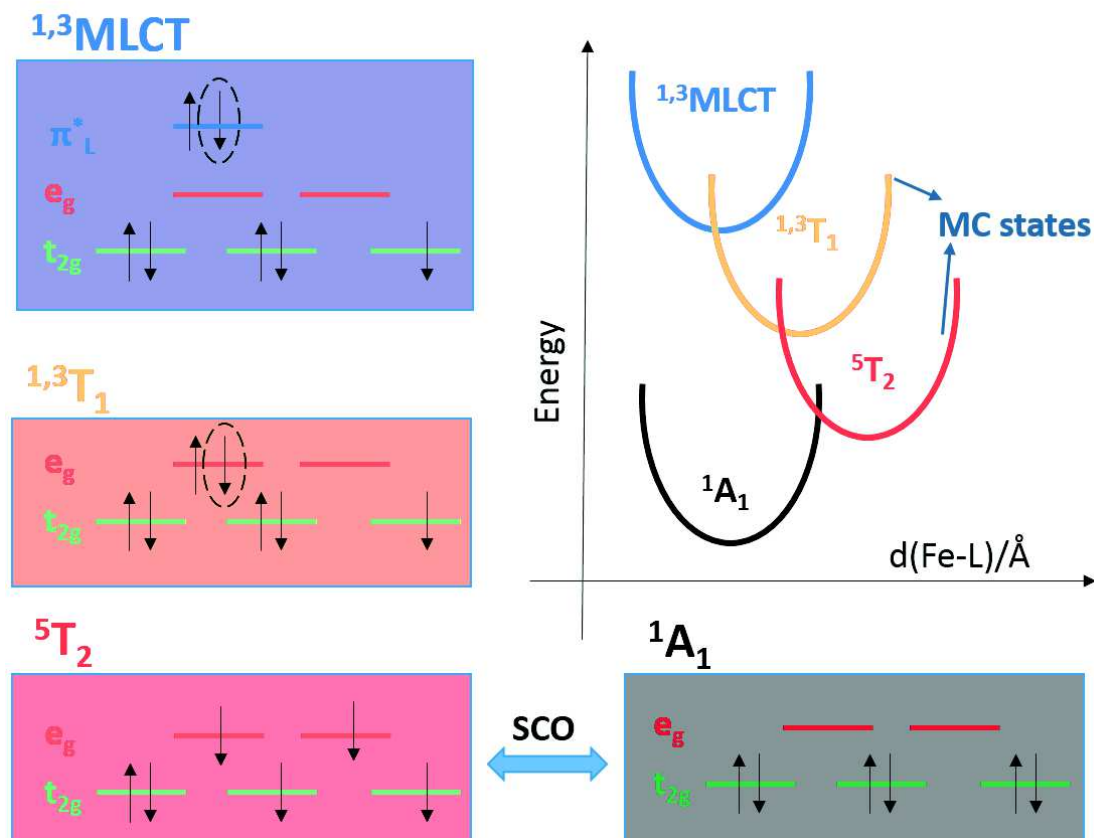 1,3MLCT
π*L
eg
t2g
1,3T1
eg
t2g
5T2
eg
t2g
SCO
1A1
eg
t2g
Energy
1,3MLCT
1,3T1
MC states
5T2
1A1
d(Fe-L)/Å